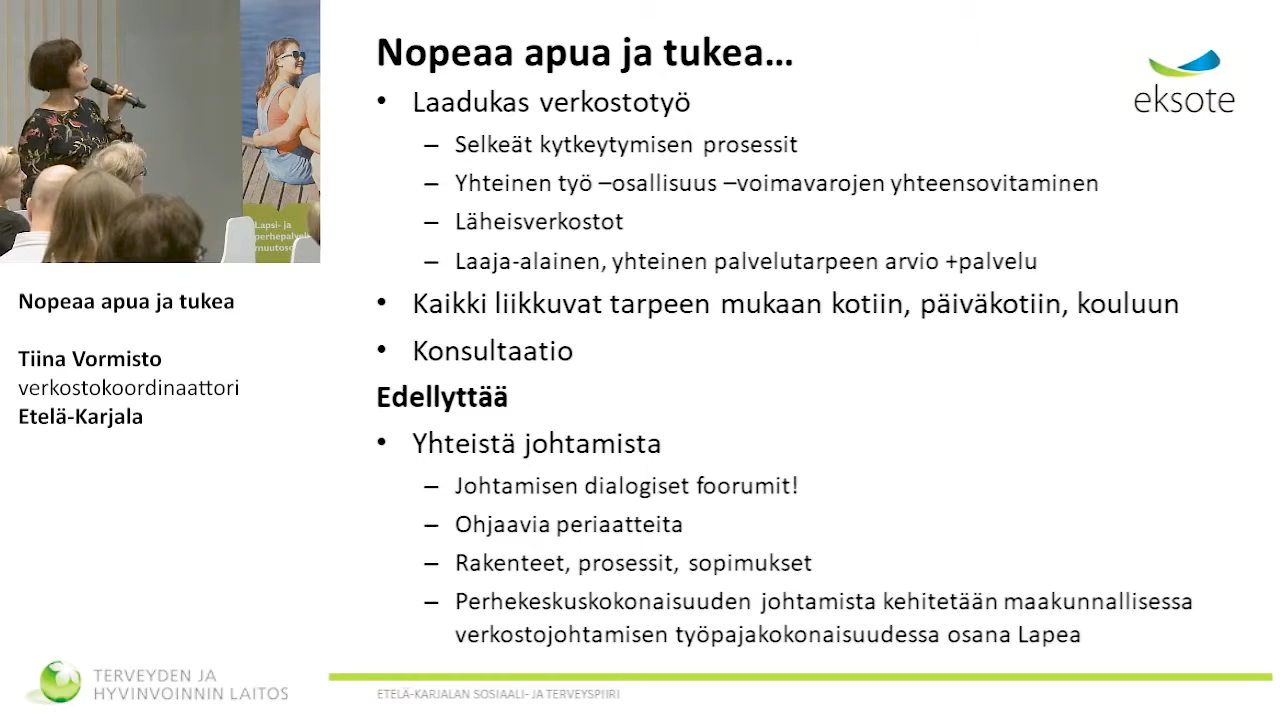 Nopeaa apua ja tukea...
eksote
• Laadukas verkostotyö
– Selkeät kytkeytymisen prosessit
– Yhteinen työ –osallisuus –voimavarojen yhteensovitaminen
– Läheisverkostot
– Laaja-alainen, yhteinen palvelutarpeen arvio +palvelu
• Kaikki liikkuvat tarpeen mukaan kotiin, päiväkotiin, kouluun
• Konsultaatio
Edellyttää
• Yhteistä johtamista
– Johtamisen dialogiset foorumit!
– Ohjaavia periaatteita
– Rakenteet, prosessit, sopimukset
– Perhekeskuskokonaisuuden johtamista kehitetään maakunnallisessa
verkostojohtamisen työpajakokonaisuudessa osana Lapea
ETELÄ-KARJALAN SOSIAALI- JA TERVEYSPIIRI
Lapsi- ja
Nopeaa apua ja tukea
Tiina Vormisto
verkostokoordinaattori
Etelä-Karjala
TERVEYDEN JA
HYVINVOINNIN LAITOS